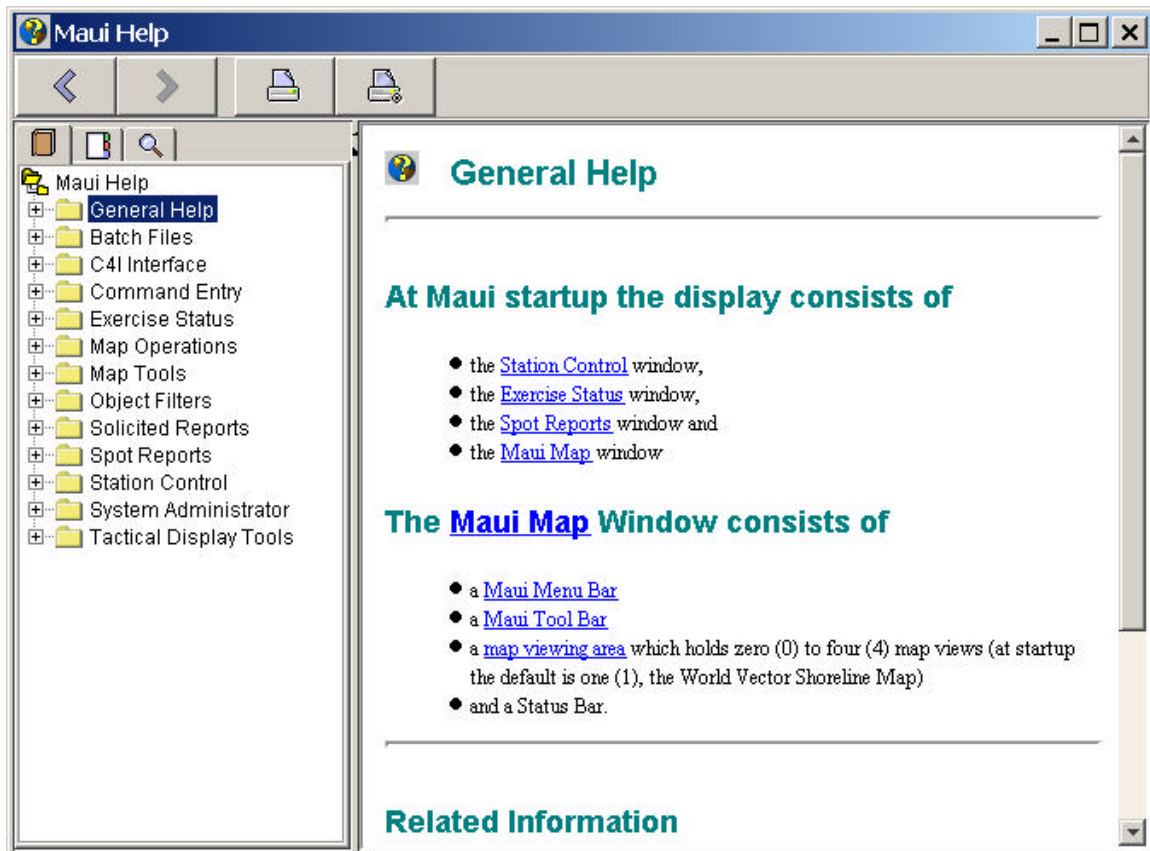 Maui Help
Maui Help
General Help
Batch Files
C4I Interface
Command Entry
Exercise Status
Map Operations
Map Tools
Object Filters
Solicited Reports
Spot Reports
Station Control
System Administrator
Tactical Display Tools
General Help
At Maui startup the display consists of
the Station Control window,
the Exercise Status window,
the Spot Reports window and
the Maui Map window
The Maui Map Window consists of
a Maui Menu Bar
a Maui Tool Bar
a map viewing area which holds zero (0) to four (4) map views (at startup
the default is one (1), the World Vector Shoreline Map)
and a Status Bar.
Related Information